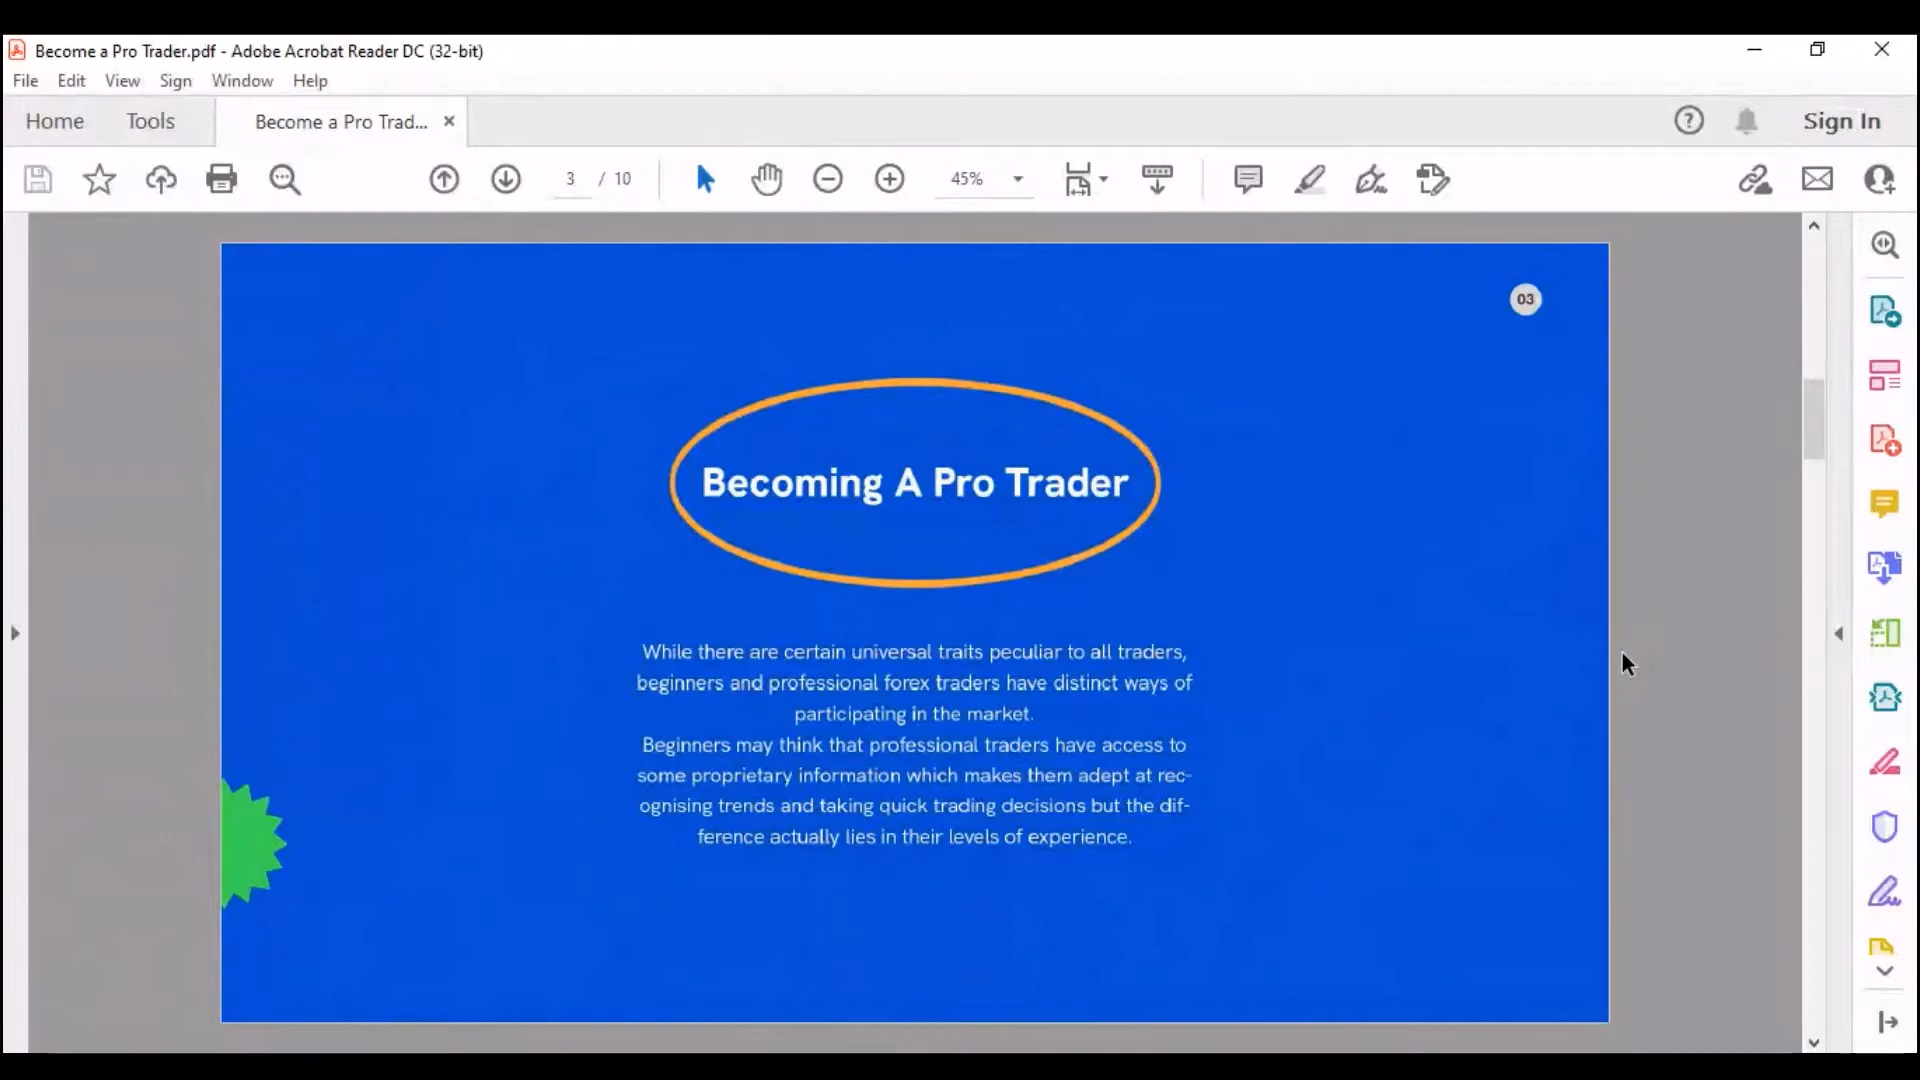 Become a Pro Trader.pdf - Adobe Acrobat Reader DC (32-bit)
File Edit View Sign Window Help
Home Tools Become a Pro Trad... Sign In
3 / 10 45%
03
Becoming A Pro Trader
While there are certain universal traits peculiar to all traders,
beginners and professional forex traders have distinct ways of
participating in the market.
Beginners may think that professional traders have access to
some proprietary information which makes them adept at rec-
ognising trends and taking quick trading decisions but the dif-
ference actually lies in their levels of experience.